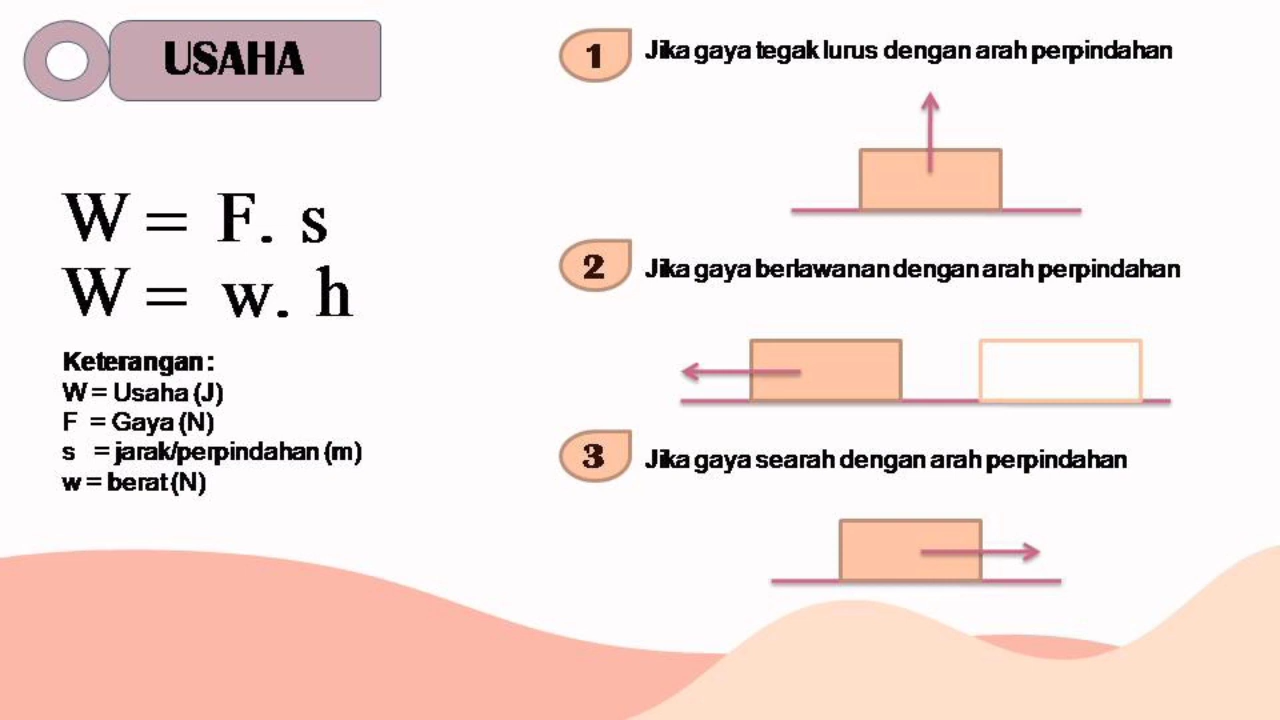 USAHA
W = F. s
W = w. h
Keterangan :
W = Usaha (J)
F = Gaya (N)
s = jarak/perpindahan (m)
w = berat (N)
1 Jika gaya tegak lurus dengan arah perpindahan
2 Jika gaya berlawanan dengan arah perpindahan
3 Jika gaya searah dengan arah perpindahan